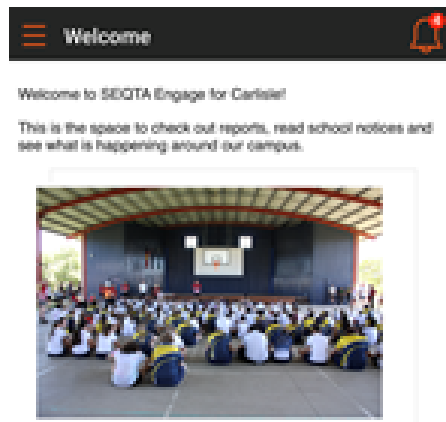 Welcome
4
Welcome to SEQTA Engage for Carlisle!
This is the space to check out reports, read school notices and
see what is happening around our campus.